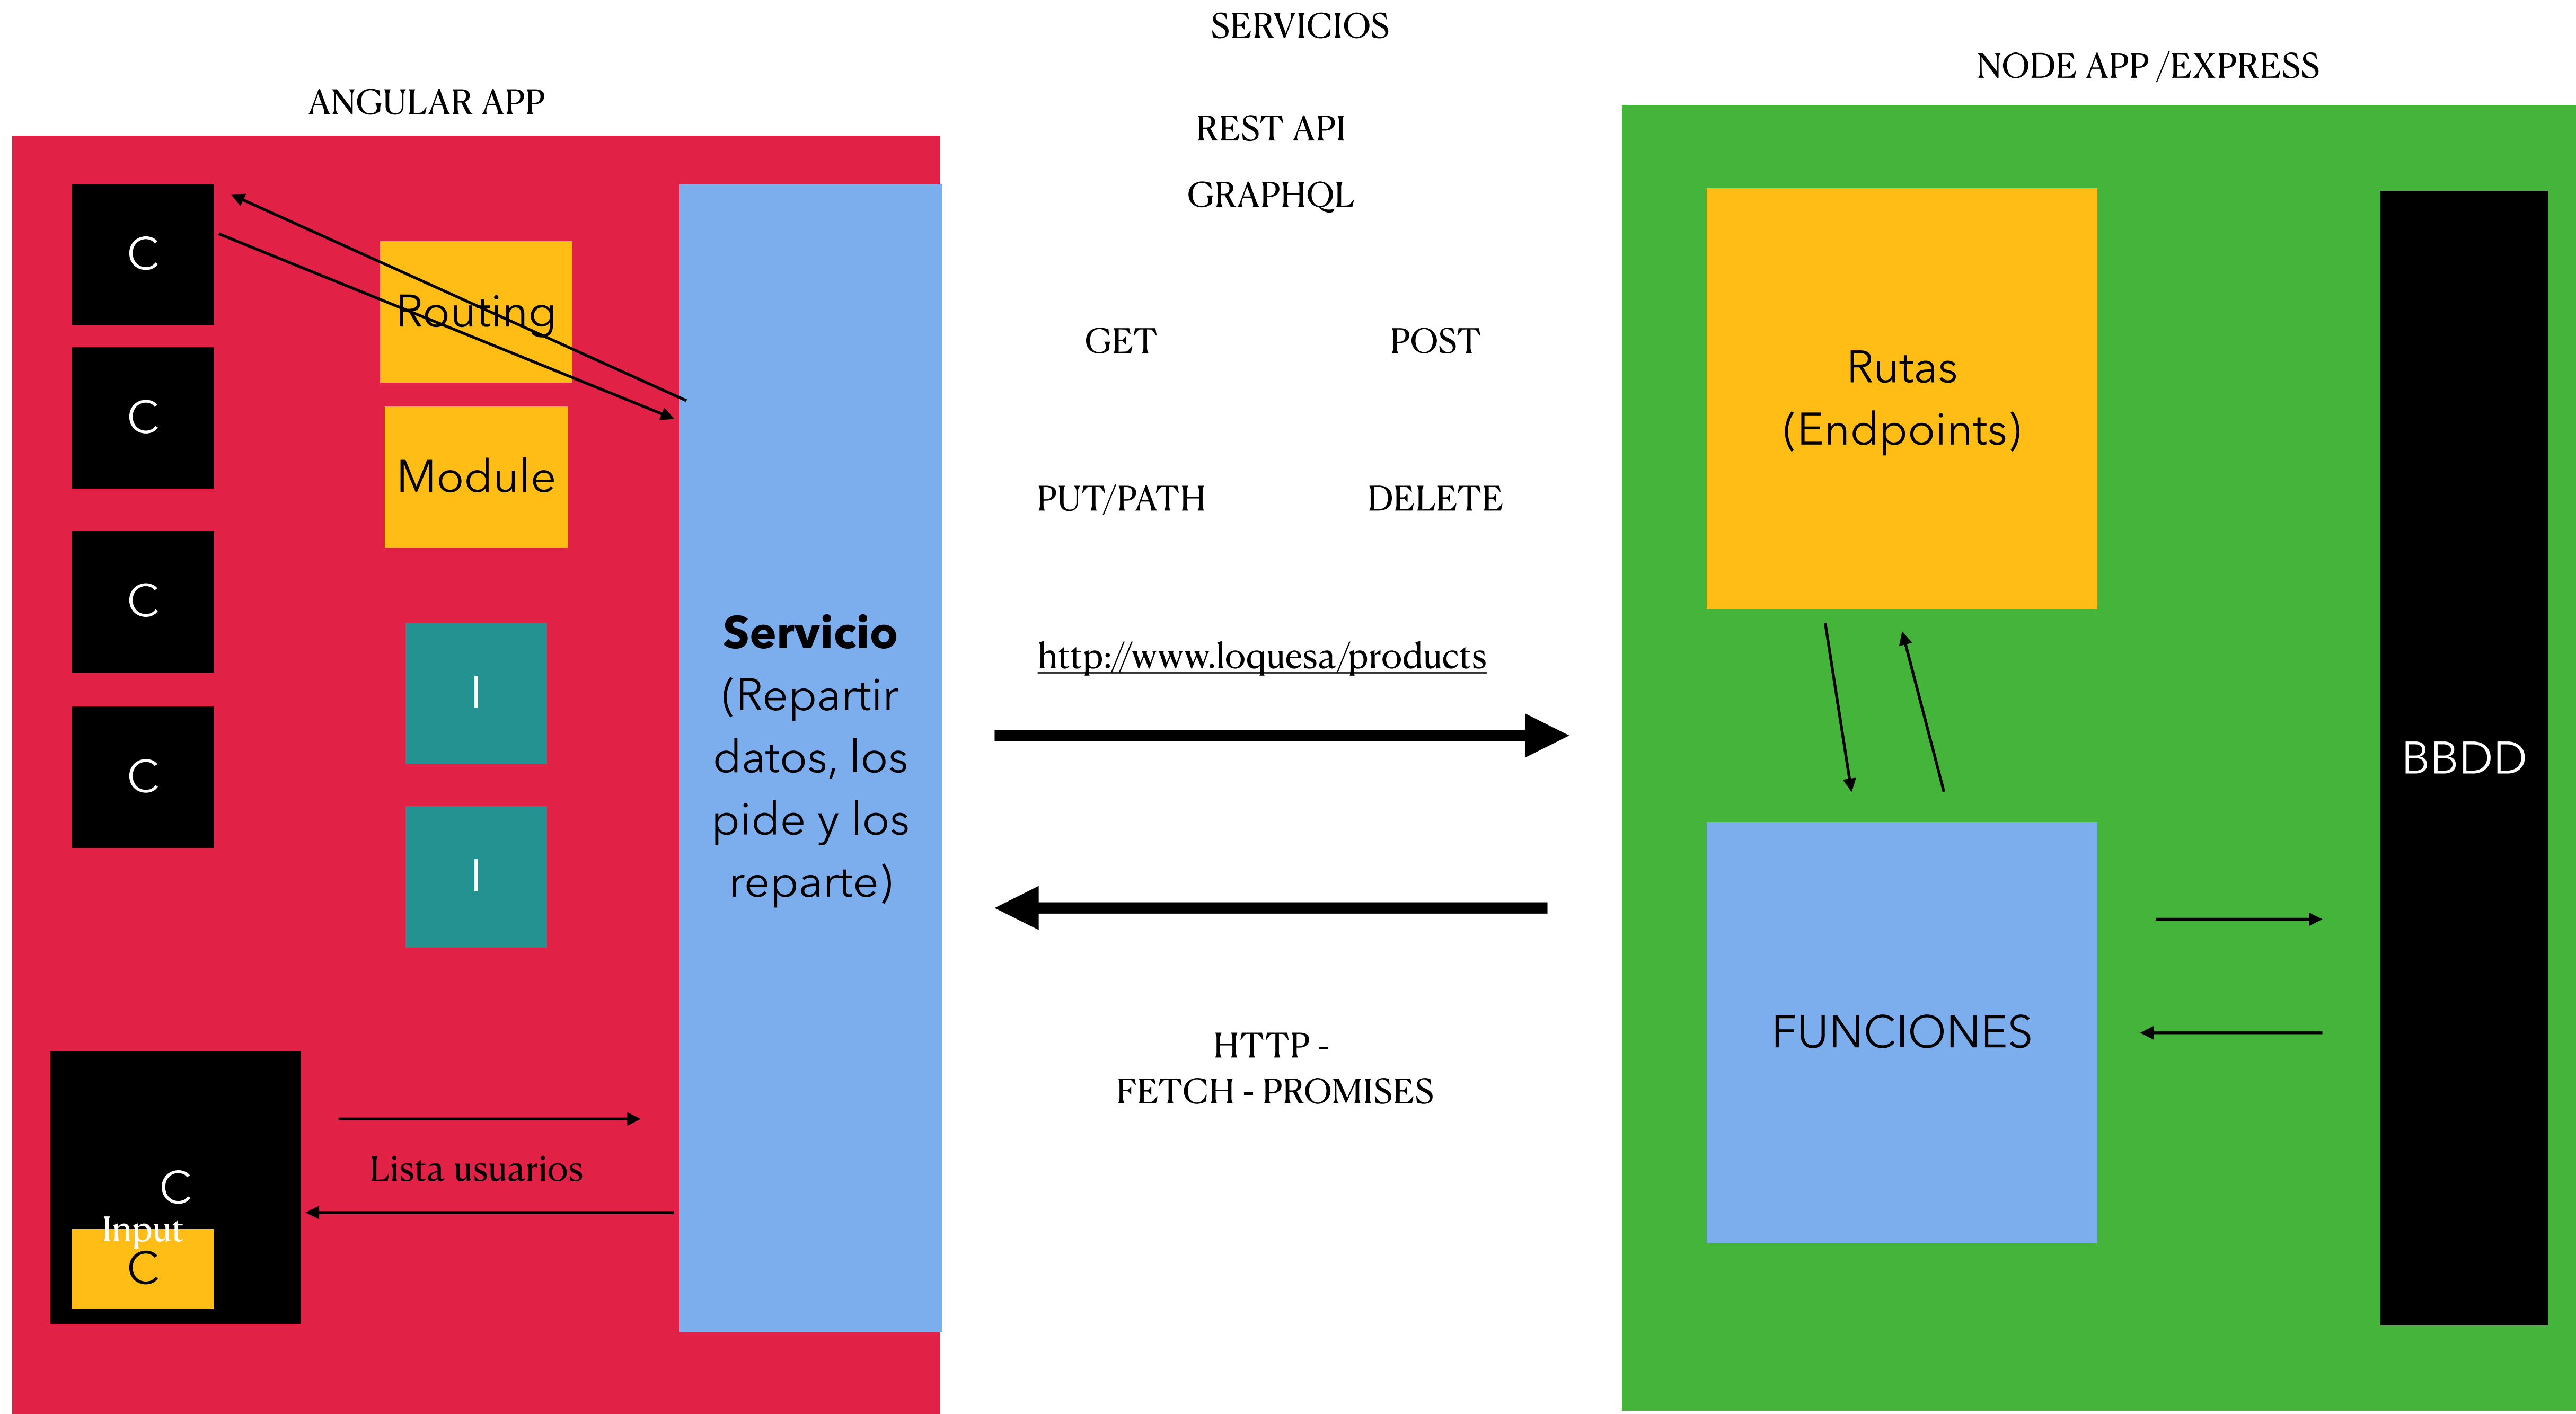 SERVICIOS
NODE APP /EXPRESS
ANGULAR APP
REST API
GRAPHQL
C
C
C
C
Routing
Module
I
I
Servicio
(Repartir
datos, los
pide y los
reparte)
C
Input
C
Lista usuarios
GET
POST
PUT/PATH
DELETE
http://www.loquesa/products
HTTP -
FETCH - PROMISES
Rutas
(Endpoints)
FUNCIONES
BBDD